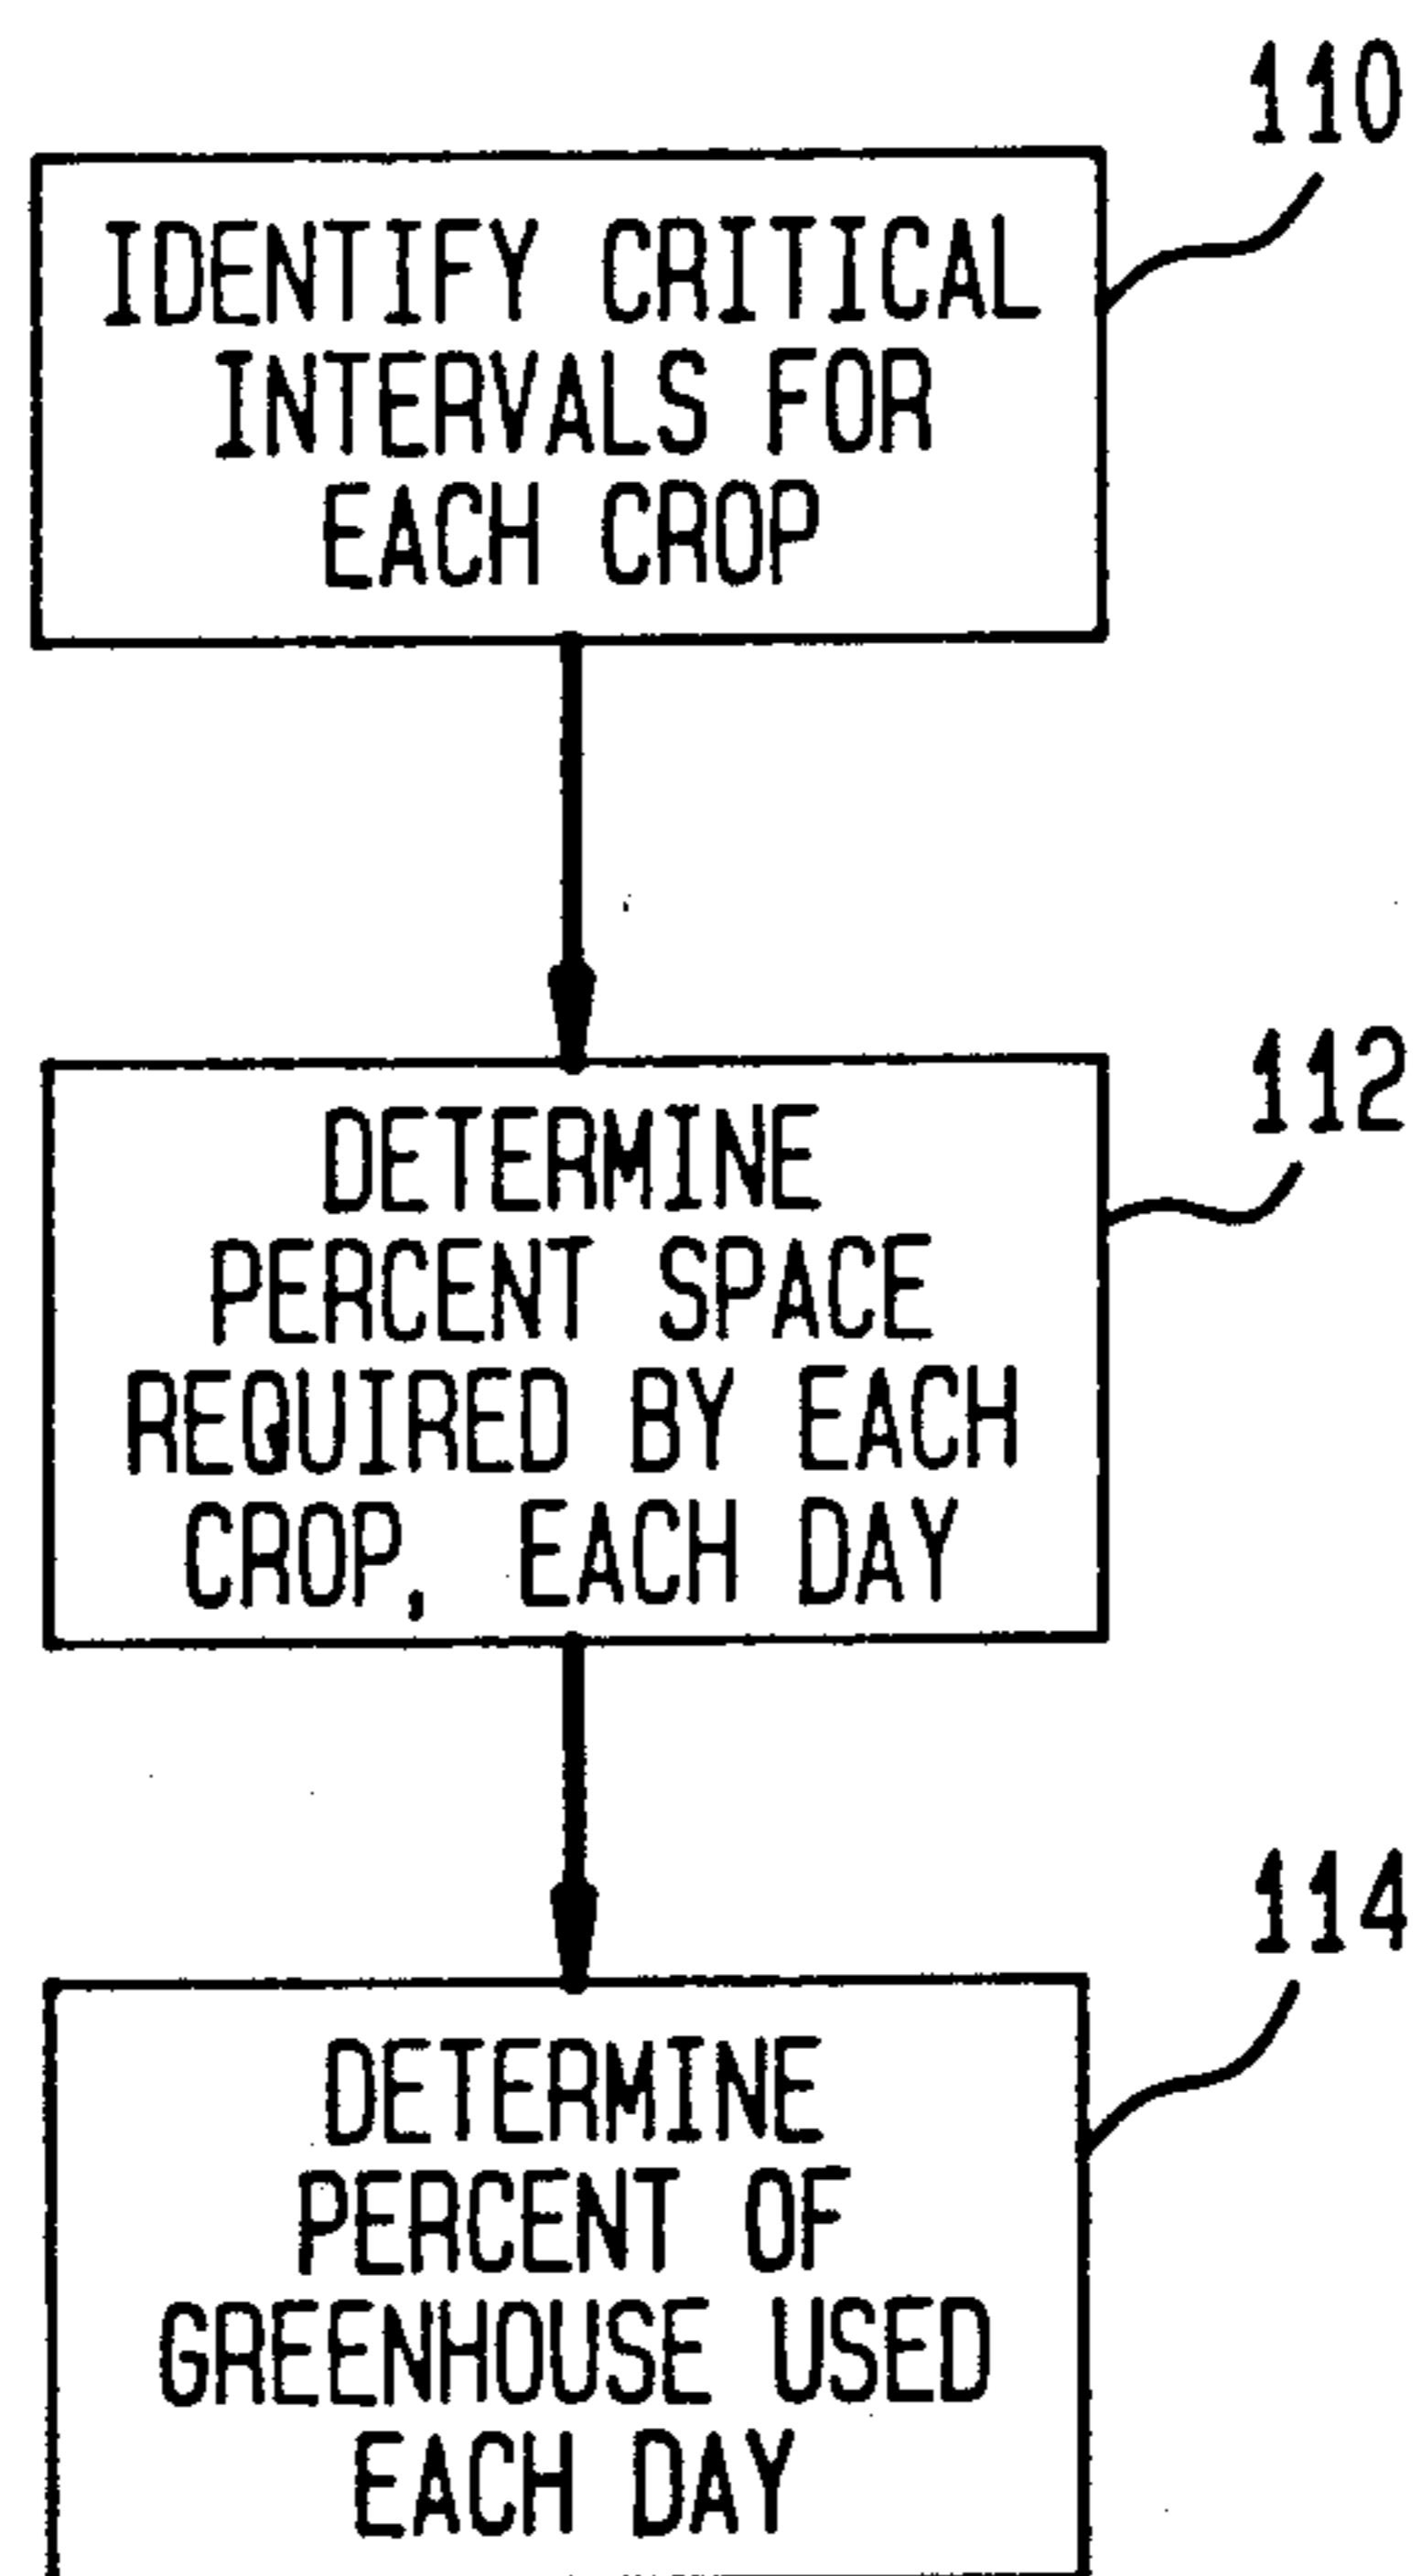 110
IDENTIFY CRITICAL
INTERVALS FOR
EACH CROP
112
DETERMINE
PERCENT SPACE
REQUIRED BY EACH
CROP, EACH DAY
114
DETERMINE
PERCENT OF
GREENHOUSE USED
EACH DAY